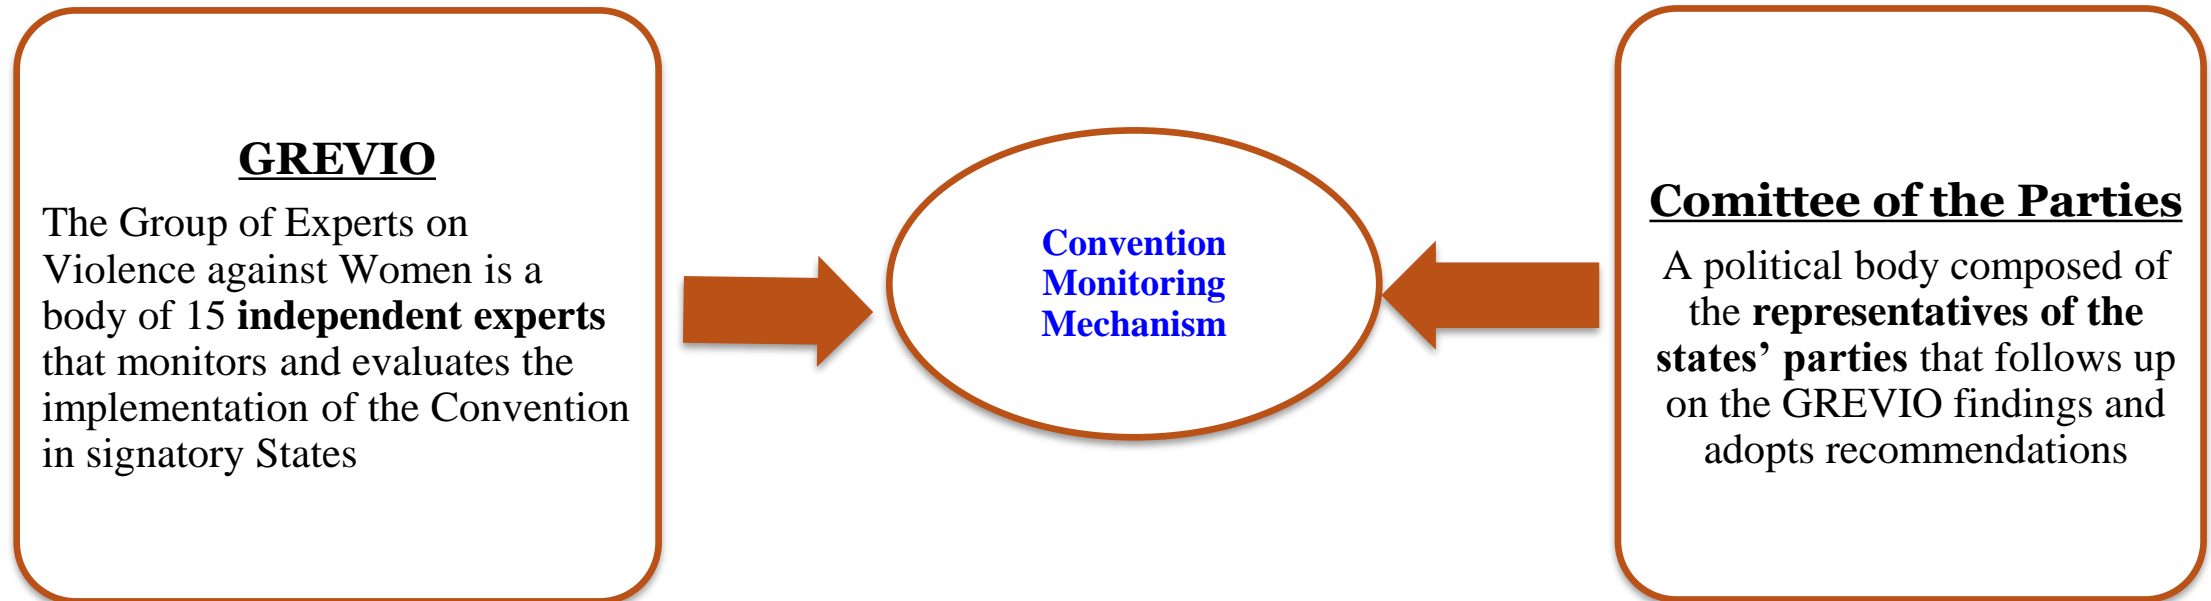 GREVIO
The Group of Experts on
Violence against Women is a
body of 15 independent experts
that monitors and evaluates the
implementation of the Convention
in signatory States
Convention
Monitoring
Mechanism
Comittee of the Parties
A political body composed of
the representatives of the
states’ parties that follows up
on the GREVIO findings and
adopts recommendations